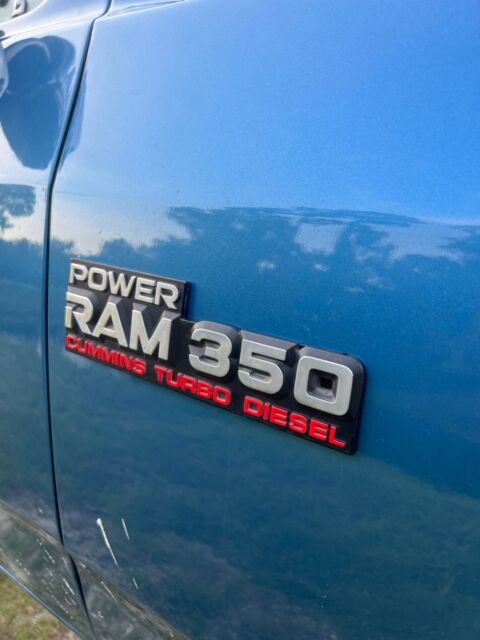 POWER
RAM 350
CUMMINS TURBO DIESEL